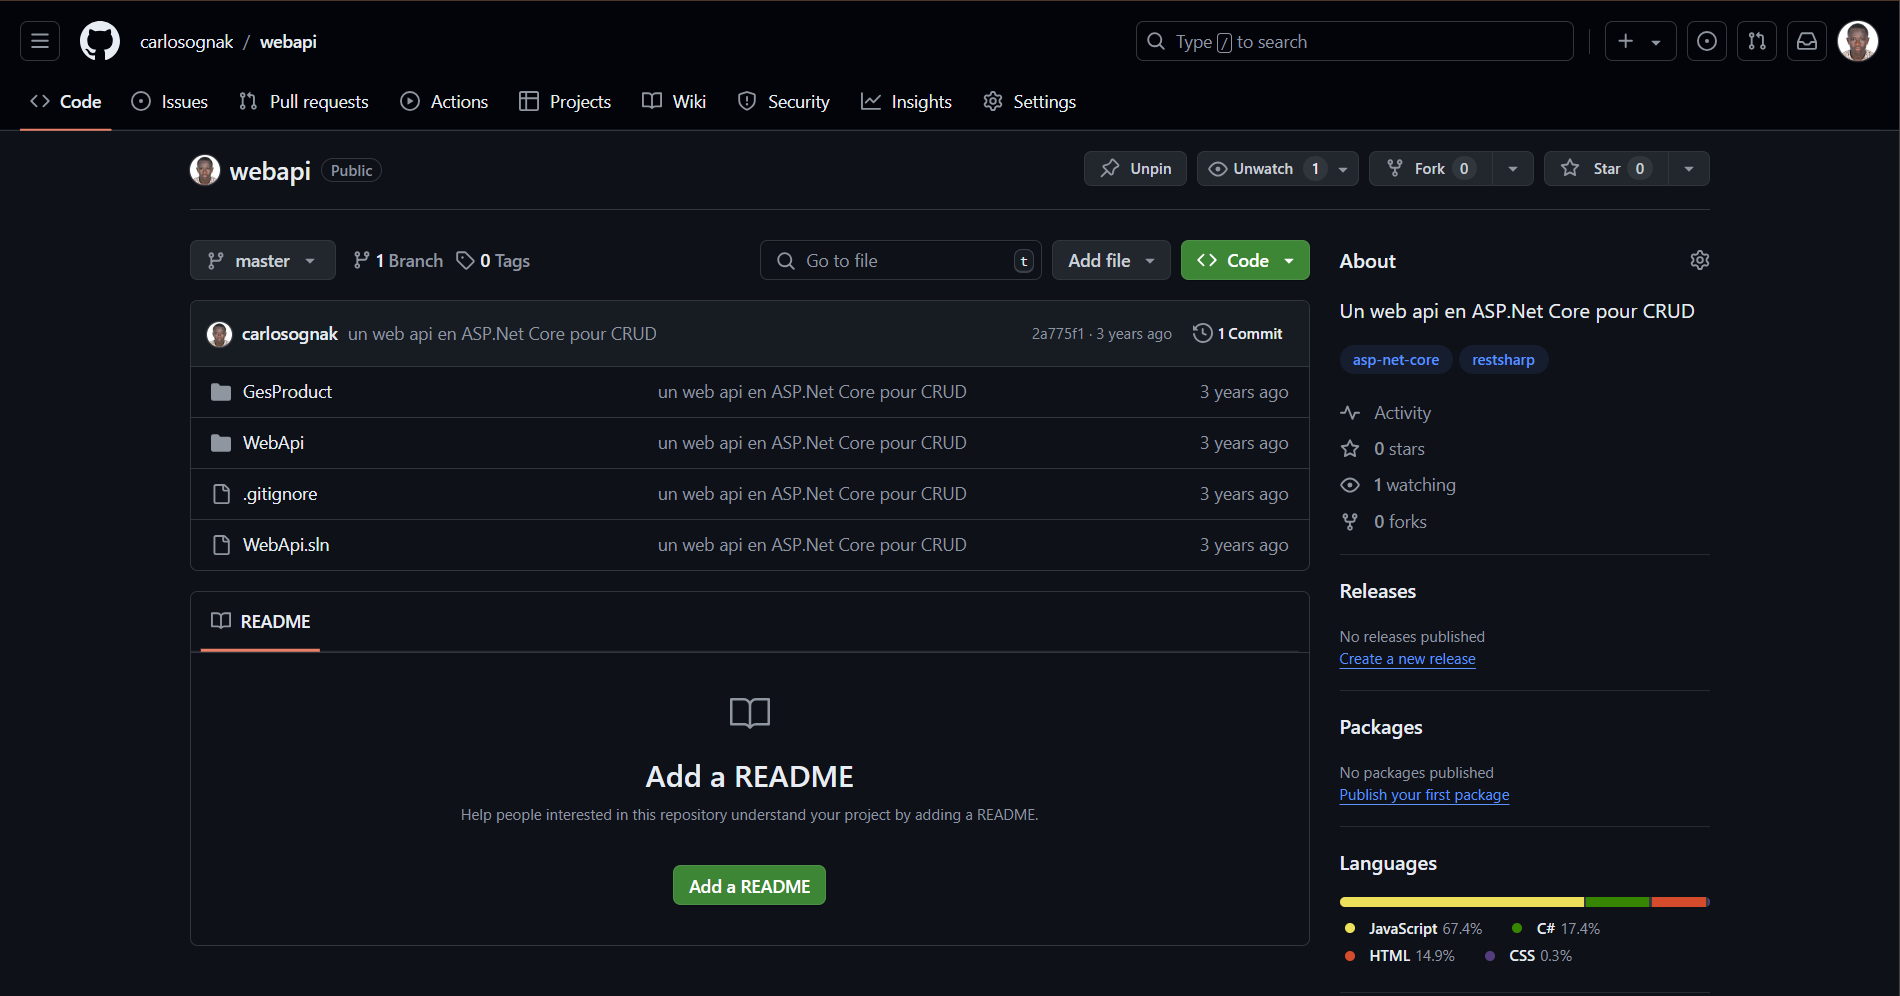 carlosognak / webapi
Type / to search
Code Issues Pull requests Actions Projects Wiki Security Insights Settings
webapi Public
Unpin Unwatch 1 Fork 0 Star 0
master 1 Branch 0 Tags Go to file t Add file Code
carlosognak un web api en ASP.Net Core pour CRUD 2a775f1 · 3 years ago 1 Commit
GesProduct un web api en ASP.Net Core pour CRUD 3 years ago
WebApi un web api en ASP.Net Core pour CRUD 3 years ago
.gitignore un web api en ASP.Net Core pour CRUD 3 years ago
WebApi.sln un web api en ASP.Net Core pour CRUD 3 years ago
README
Add a README
Help people interested in this repository understand your project by adding a README.
Add a README
About
Un web api en ASP.Net Core pour CRUD
asp-net-core restsharp
Activity
0 stars
1 watching
0 forks
Releases
No releases published
Create a new release
Packages
No packages published
Publish your first package
Languages
JavaScript 67.4% C# 17.4%
HTML 14.9% CSS 0.3%